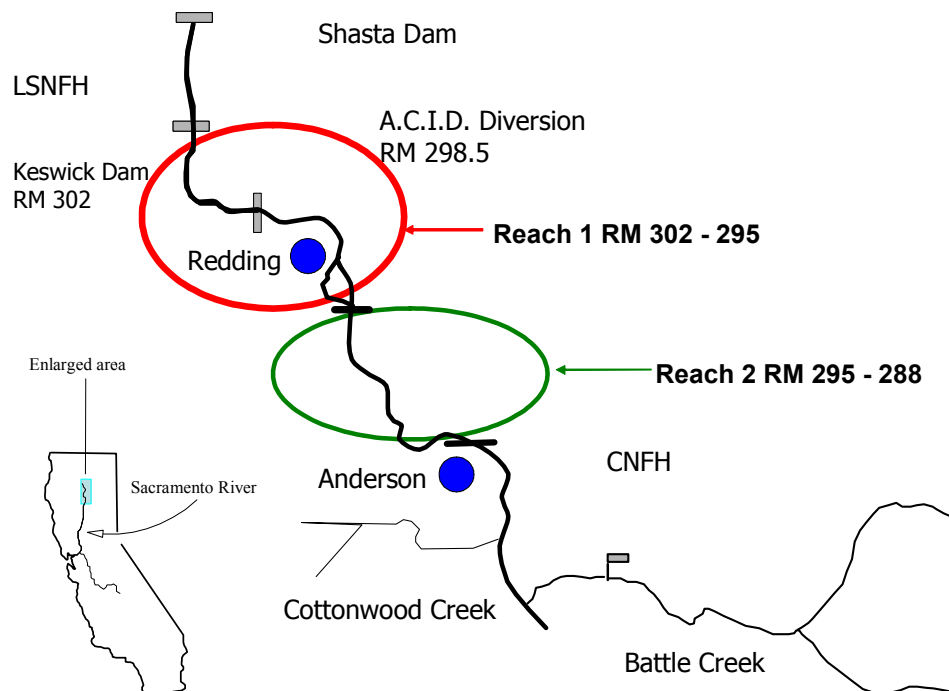 Shasta Dam
LSNFH
A.C.I.D. Diversion
RM 298.5
Keswick Dam
RM 302
Reach 1 RM 302 - 295
Redding
Enlarged area
Reach 2 RM 295 - 288
Anderson
CNFH
Sacramento River
Cottonwood Creek
Battle Creek